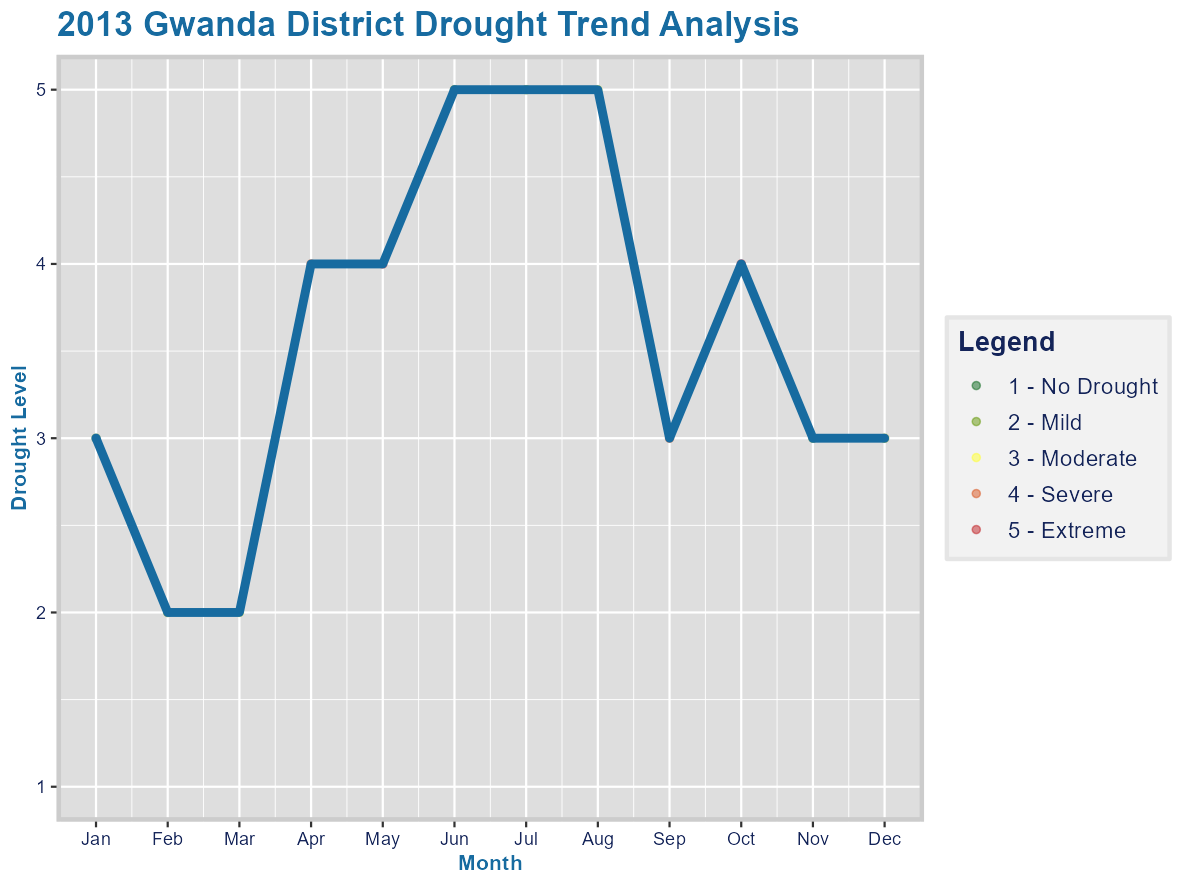 2013 Gwanda District Drought Trend Analysis
Drought Level
5
4
3
2
1
Jan Feb Mar Apr May Jun Jul Aug Sep Oct Nov Dec
Month
Legend
1 - No Drought
2 - Mild
3 - Moderate
4 - Severe
5 - Extreme